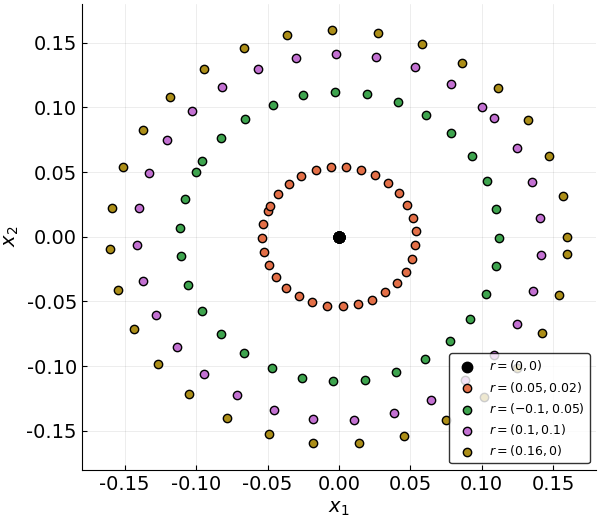 0.15
0.10
0.05
0.00
-0.05
-0.10
-0.15
x₂
-0.15 -0.10 -0.05 0.00 0.05 0.10 0.15
x₁
r = (0, 0)
r = (0.05, 0.02)
r = (−0.1, 0.05)
r = (0.1, 0.1)
r = (0.16, 0)